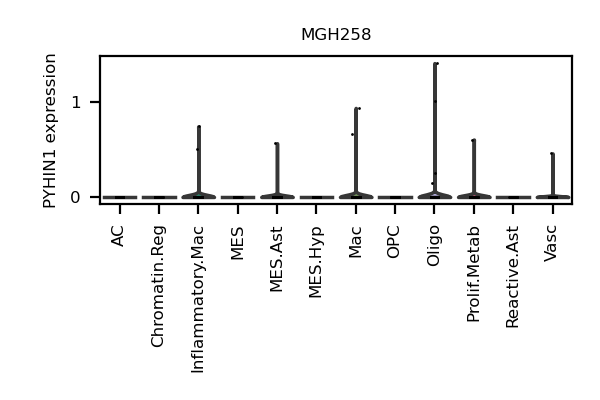 MGH258
PYHIN1 expression
1
0
AC
Chromatin.Reg
Inflammatory.Mac
MES
MES.Ast
MES.Hyp
Mac
OPC
Oligo
Prolif.Metab
Reactive.Ast
Vasc